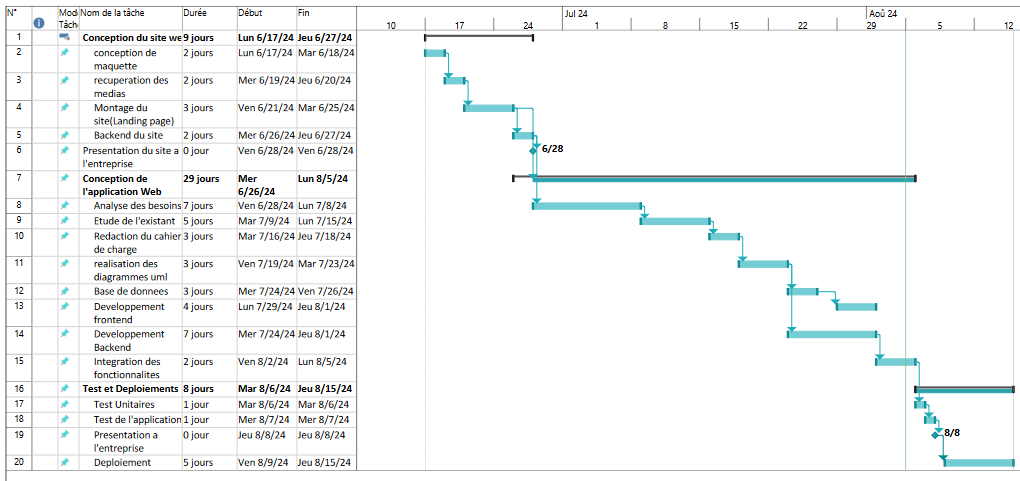 N° Mode Tâche Nom de la tâche Durée Début Fin
Jul 24 Aoû 24
10 17 24 1 8 15 22 29 5 12
1 Conception du site we 9 jours Lun 6/17/24 Jeu 6/27/24
2 conception de maquette 2 jours Lun 6/17/24 Mar 6/18/24
3 recuperation des medias 2 jours Mer 6/19/24 Jeu 6/20/24
4 Montage du site(Landing page) 3 jours Ven 6/21/24 Mar 6/25/24
5 Backend du site 2 jours Mer 6/26/24 Jeu 6/27/24
6 Presentation du site a l'entreprise 0 jour Ven 6/28/24 Ven 6/28/24
6/28
7 Conception de l'application Web 29 jours Mer 6/26/24 Lun 8/5/24
8 Analyse des besoins 7 jours Ven 6/28/24 Lun 7/8/24
9 Etude de l'existant 5 jours Mar 7/9/24 Lun 7/15/24
10 Redaction du cahier de charge 3 jours Mar 7/16/24 Jeu 7/18/24
11 realisation des diagrammes uml 3 jours Ven 7/19/24 Mar 7/23/24
12 Base de donnees 3 jours Mer 7/24/24 Ven 7/26/24
13 Developpement frontend 4 jours Lun 7/29/24 Jeu 8/1/24
14 Developpement Backend 7 jours Mer 7/24/24 Jeu 8/1/24
15 Integration des fonctionnalites 2 jours Ven 8/2/24 Lun 8/5/24
16 Test et Deploiements 8 jours Mar 8/6/24 Jeu 8/15/24
17 Test Unitaires 1 jour Mar 8/6/24 Mar 8/6/24
18 Test de l'application 1 jour Mer 8/7/24 Mer 8/7/24
19 Presentation a l'entreprise 0 jour Jeu 8/8/24 Jeu 8/8/24
8/8
20 Deploiement 5 jours Ven 8/9/24 Jeu 8/15/24